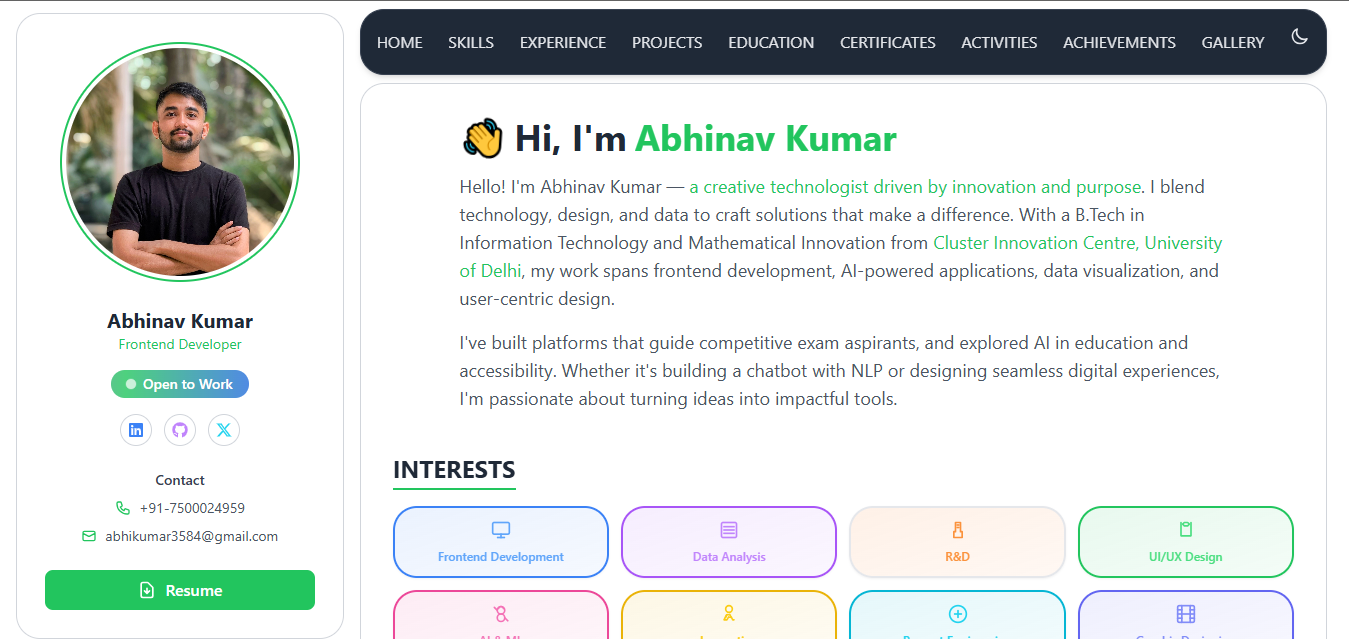 HOME SKILLS EXPERIENCE PROJECTS EDUCATION CERTIFICATES ACTIVITIES ACHIEVEMENTS GALLERY
Abhinav Kumar
Frontend Developer
Open to Work
Contact
+91-7500024959
abhikumar3584@gmail.com
Resume
Hi, I'm Abhinav Kumar
Hello! I'm Abhinav Kumar — a creative technologist driven by innovation and purpose. I blend
technology, design, and data to craft solutions that make a difference. With a B.Tech in
Information Technology and Mathematical Innovation from Cluster Innovation Centre, University
of Delhi, my work spans frontend development, AI-powered applications, data visualization, and
user-centric design.
I've built platforms that guide competitive exam aspirants, and explored AI in education and
accessibility. Whether it's building a chatbot with NLP or designing seamless digital experiences,
I'm passionate about turning ideas into impactful tools.
INTERESTS
Frontend Development
Data Analysis
R&D
UI/UX Design